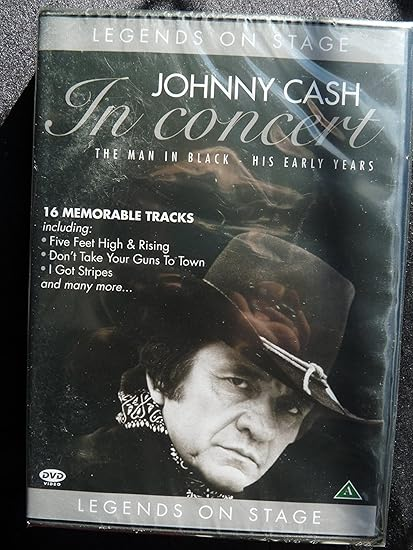 LEGENDS ON STAGE
JOHNNY CASH
In concert
THE MAN IN BLACK - HIS EARLY YEARS
16 MEMORABLE TRACKS
including:
• Five Feet High & Rising
• Don't Take Your Guns To Town
• I Got Stripes
and many more...
DVD
VIDEO
A
LEGENDS ON STAGE